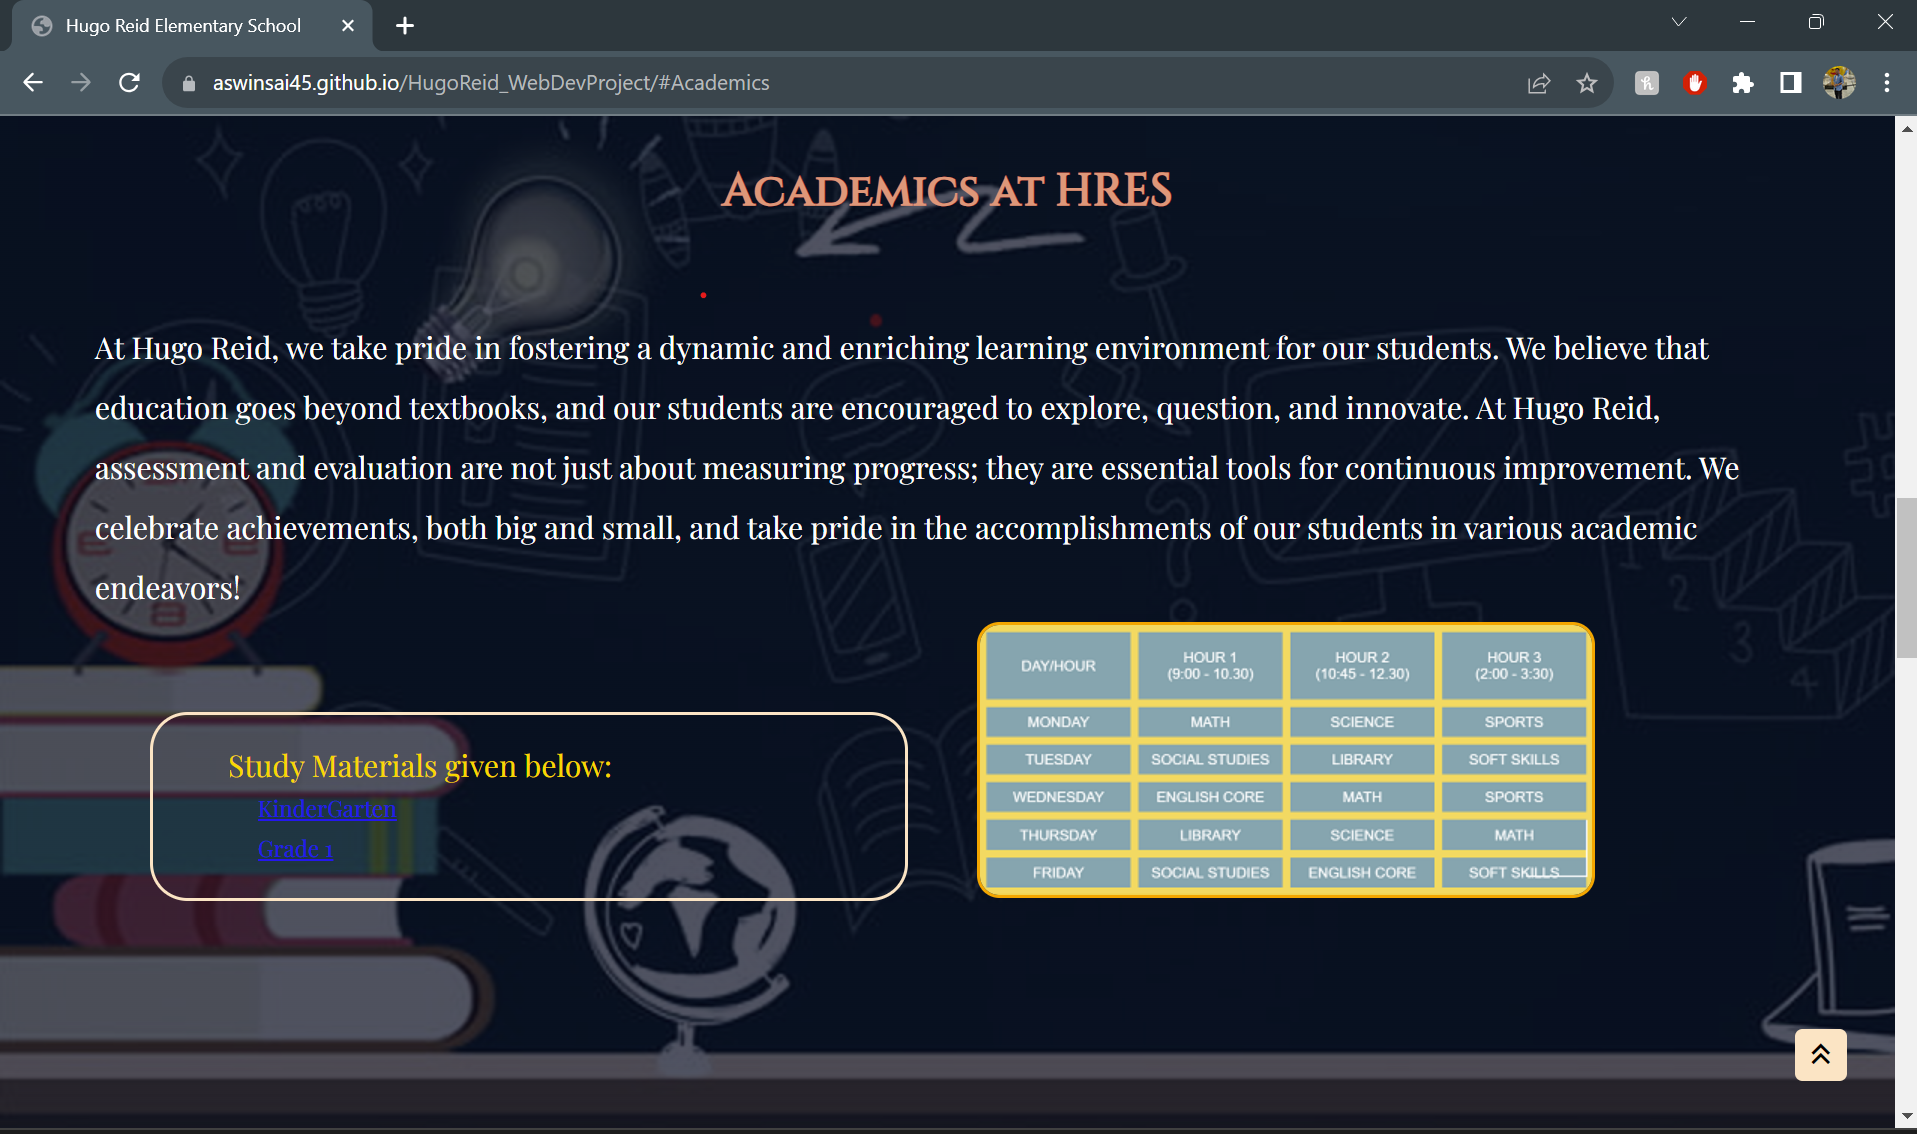 Hugo Reid Elementary School
aswinsai45.github.io/HugoReid_WebDevProject/#Academics
Academics at HRES
At Hugo Reid, we take pride in fostering a dynamic and enriching learning environment for our students. We believe that
education goes beyond textbooks, and our students are encouraged to explore, question, and innovate. At Hugo Reid,
assessment and evaluation are not just about measuring progress; they are essential tools for continuous improvement. We
celebrate achievements, both big and small, and take pride in the accomplishments of our students in various academic
endeavors!
Study Materials given below:
KinderGarten
Grade 1
DAY/HOUR HOUR 1 HOUR 2 HOUR 3
(9:00 - 10.30) (10:45 - 12.30) (2:00 - 3:30)
MONDAY MATH SCIENCE SPORTS
TUESDAY SOCIAL STUDIES LIBRARY SOFT SKILLS
WEDNESDAY ENGLISH CORE MATH SPORTS
THURSDAY LIBRARY SCIENCE MATH
FRIDAY SOCIAL STUDIES ENGLISH CORE SOFT SKILLS
1
2
3
4